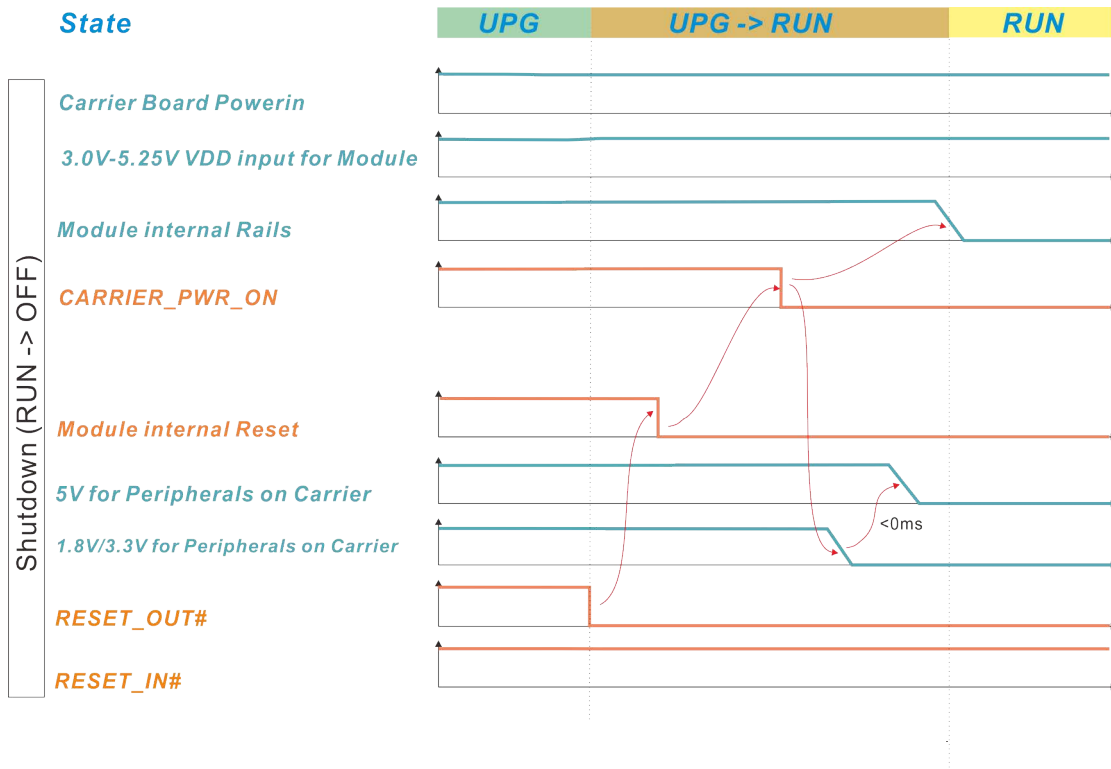 State
UPG
UPG -> RUN
RUN
Shutdown (RUN -> OFF)
Carrier Board Powerin
3.0V-5.25V VDD input for Module
Module internal Rails
CARRIER_PWR_ON
Module internal Reset
5V for Peripherals on Carrier
<0ms
1.8V/3.3V for Peripherals on Carrier
RESET_OUT#
RESET_IN#